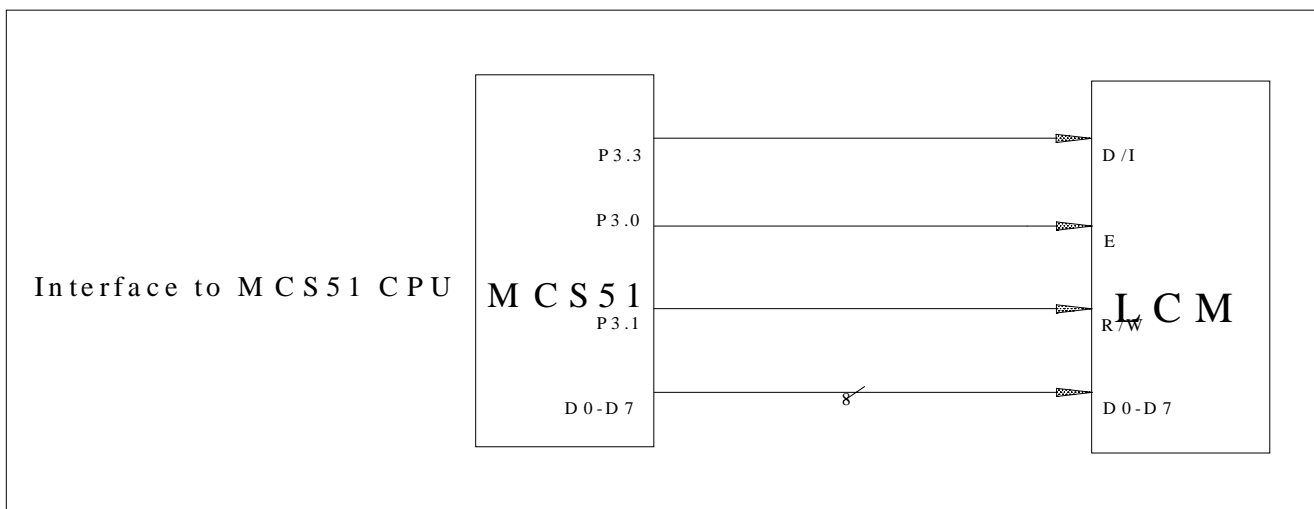 P3.3
D/I
P3.0
E
Interface to MCS51 CPU
MCS51
LCM
P3.1
R/W
8
D0-D7
D0-D7